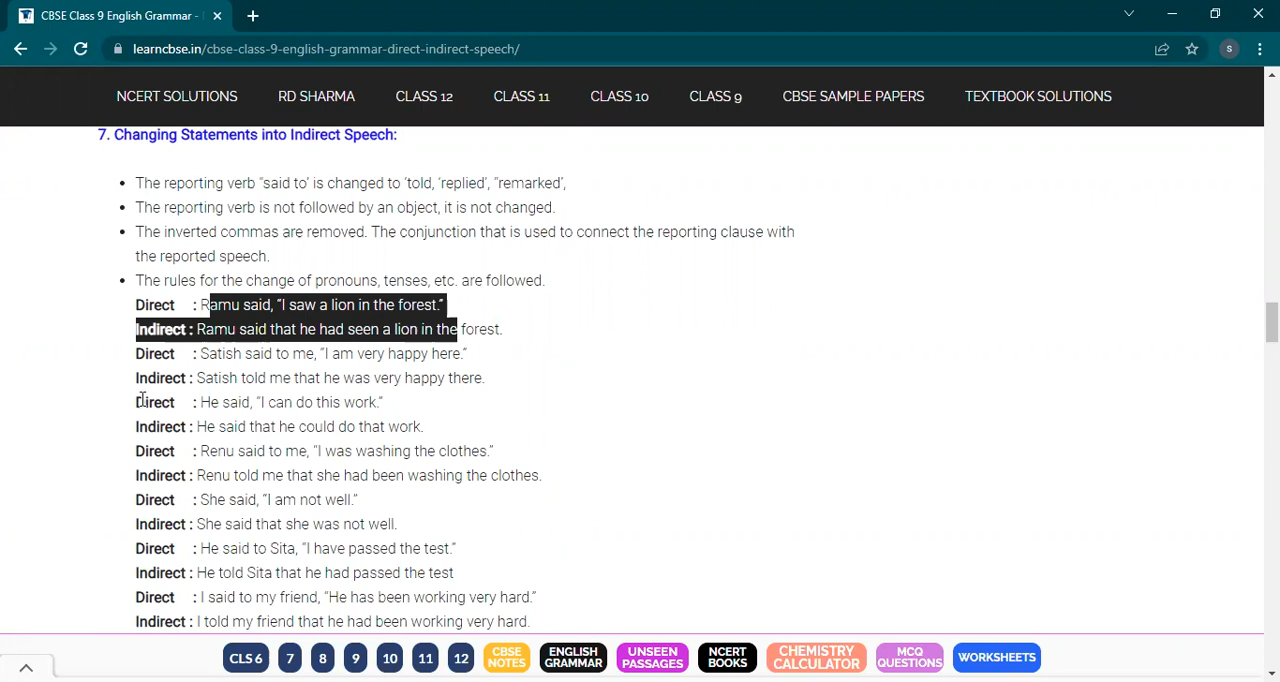 CBSE Class 9 English Grammar -
learncbse.in/cbse-class-9-english-grammar-direct-indirect-speech/
S
NCERT SOLUTIONS RD SHARMA CLASS 12 CLASS 11 CLASS 10 CLASS 9 CBSE SAMPLE PAPERS TEXTBOOK SOLUTIONS
7. Changing Statements into Indirect Speech:
• The reporting verb “said to’ is changed to ‘told, ‘replied’, “remarked’,
• The reporting verb is not followed by an object, it is not changed.
• The inverted commas are removed. The conjunction that is used to connect the reporting clause with
the reported speech.
• The rules for the change of pronouns, tenses, etc. are followed.
Direct : Ramu said, “I saw a lion in the forest.”
Indirect : Ramu said that he had seen a lion in the forest.
Direct : Satish said to me, “I am very happy here.”
Indirect : Satish told me that he was very happy there.
Direct : He said, “I can do this work.”
Indirect : He said that he could do that work.
Direct : Renu said to me, “I was washing the clothes.”
Indirect : Renu told me that she had been washing the clothes.
Direct : She said, “I am not well.”
Indirect : She said that she was not well.
Direct : He said to Sita, “I have passed the test.”
Indirect : He told Sita that he had passed the test
Direct : I said to my friend, “He has been working very hard.”
Indirect : I told my friend that he had been working very hard.
CLS 6 7 8 9 10 11 12 CBSE NOTES ENGLISH GRAMMAR UNSEEN PASSAGES NCERT BOOKS CHEMISTRY CALCULATOR MCQ QUESTIONS WORKSHEETS